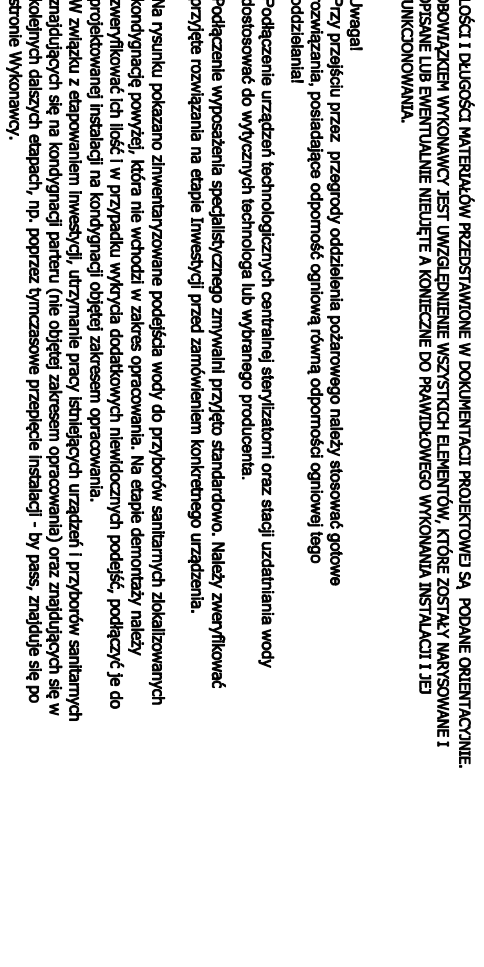 LOŚCI I DŁUGOŚCI MATERIAŁÓW PRZEDSTAWIONE W DOKUMENTACJI PROJEKTOWEJ SĄ PODANE ORIENTACYJNIE.
OBOWIĄZKIEM WYKONAWCY JEST UWZGLĘDNIENIE WSZYSTKICH ELEMENTÓW, KTÓRE ZOSTAŁY NARYSOWANE I
OPISANE LUB EWENTUALNIE NIEUJĘTE A KONIECZNE DO PRAWIDŁOWEGO WYKONANIA INSTALACJI I JEJ
UNKCJONOWANIA.
Uwaga!
Przy przejściu przez przegrody oddzielenia pożarowego należy stosować gotowe
rozwiązania, posiadające odporność ogniową równą odporności ogniowej tego
oddzielania!
Podłączenie urządzeń technologicznych centralnej sterylizatorni oraz stacji uzdatniania wody
dostosować do wytycznych technologa lub wybranego producenta.
Podłączenie wyposażenia specjalistycznego zmywalni przyjęto standardowo. Należy zweryfikować
przyjęte rozwiązania na etapie Inwestycji przed zamówieniem konkretnego urządzenia.
Na rysunku pokazano zinwentaryzowane podejścia wody do przyborów sanitarnych zlokalizowanych
kondygnację powyżej, która nie wchodzi w zakres opracowania. Na etapie demontaży należy
zweryfikować ich ilość i w przypadku wykrycia dodatkowych niewidocznych podejść, podłączyć je do
projektowanej instalacji na kondygnacji objętej zakresem opracowania.
W związku z etapowaniem Inwestycji, utrzymanie pracy istniejących urządzeń i przyborów sanitarnych
znajdujących się na kondygnacji parteru (nie objętej zakresem opracowania) oraz znajdujących się w
kolejnych dalszych etapach, np. poprzez tymczasowe przepięcie instalacji - by pass, znajduje się po
stronie Wykonawcy.